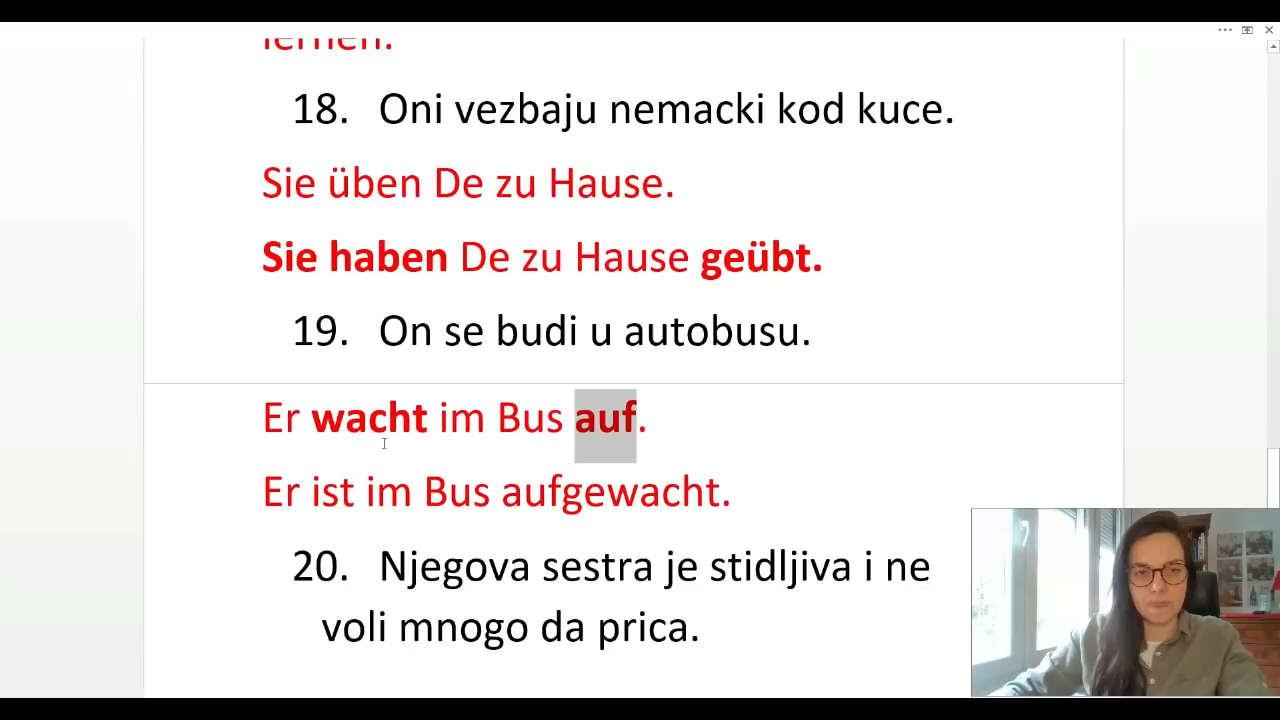 lernen.
18. Oni vezbaju nemacki kod kuce.
Sie üben De zu Hause.
Sie haben De zu Hause geübt.
19. On se budi u autobusu.
Er wacht im Bus auf.
Er ist im Bus aufgewacht.
20. Njegova sestra je stidljiva i ne
voli mnogo da prica.